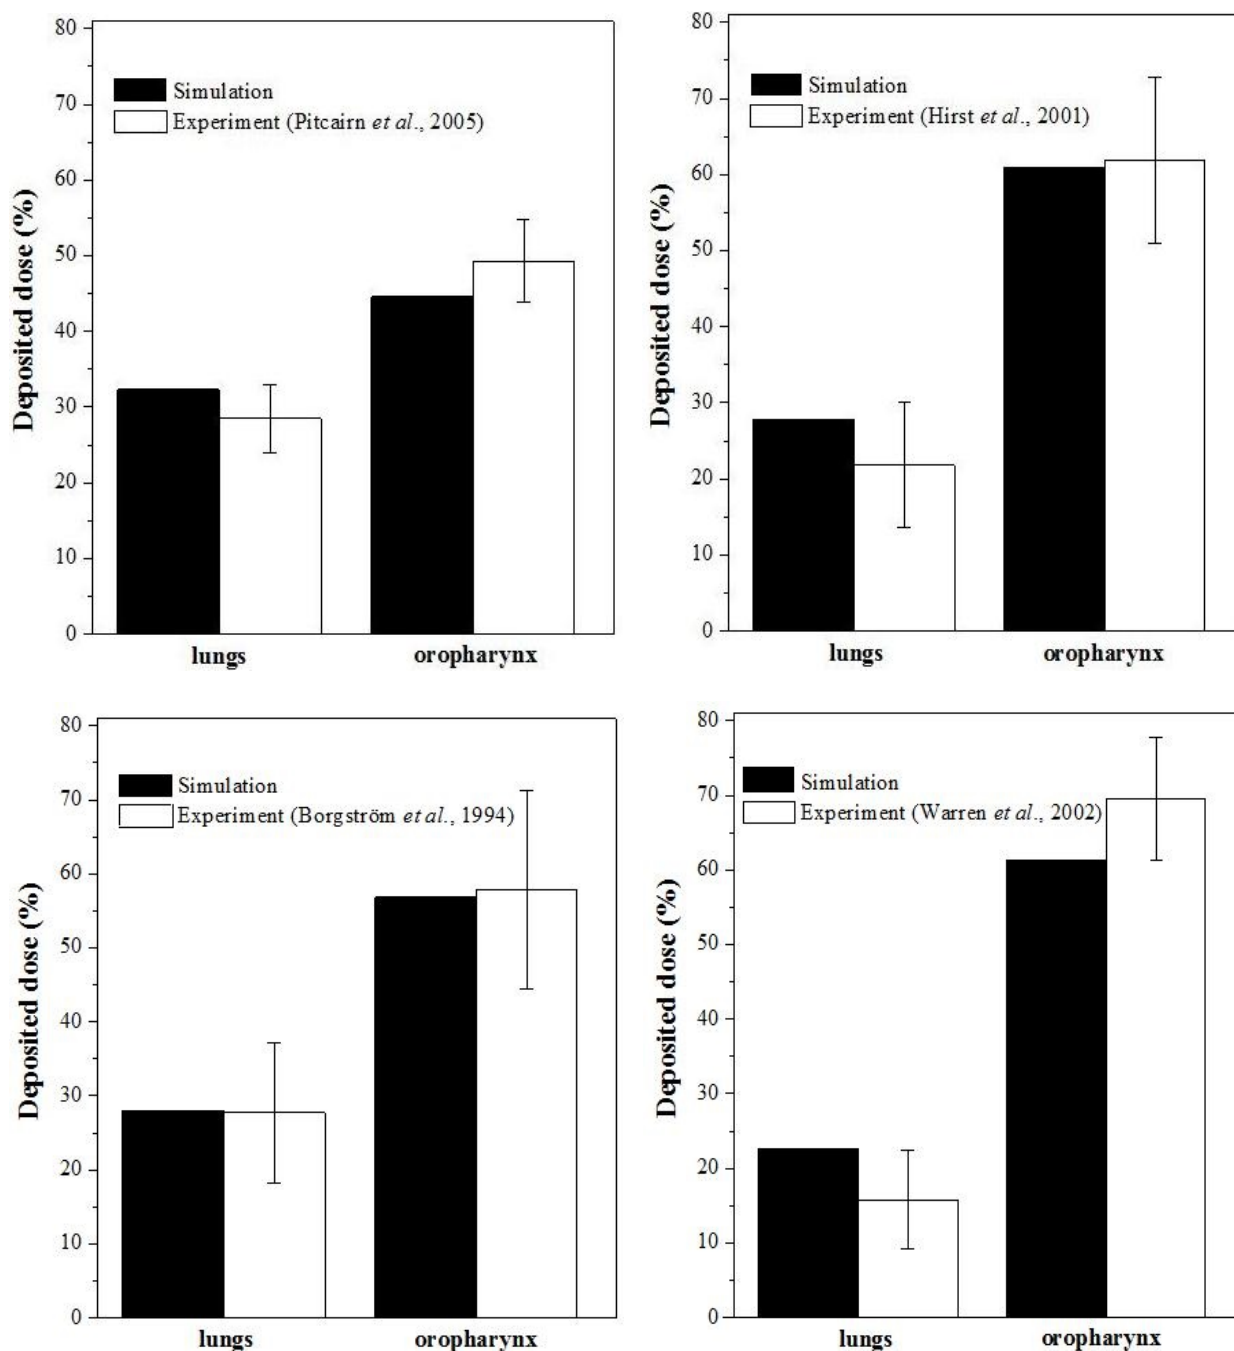 80
70
60
50
40
30
20
10
0
Deposited dose (%)
Simulation
Experiment (Pitcairn et al., 2005)
lungs
oropharynx
80
70
60
50
40
30
20
10
0
Deposited dose (%)
Simulation
Experiment (Hirst et al., 2001)
lungs
oropharynx
80
70
60
50
40
30
20
10
0
Deposited dose (%)
Simulation
Experiment (Borgström et al., 1994)
lungs
oropharynx
80
70
60
50
40
30
20
10
0
Deposited dose (%)
Simulation
Experiment (Warren et al., 2002)
lungs
oropharynx